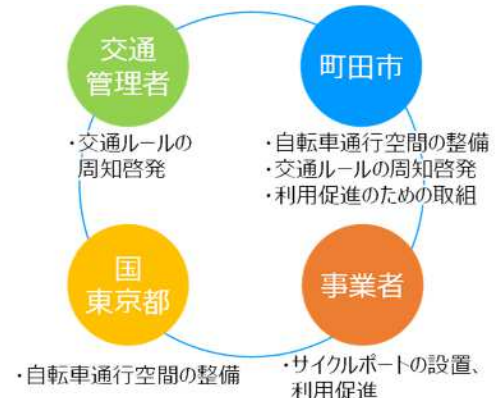 交通
管理者
・交通ルールの
周知啓発
町田市
・自転車通行空間の整備
・交通ルールの周知啓発
・利用促進のための取組
国
東京都
・自転車通行空間の整備
事業者
・サイクルポートの設置、
利用促進